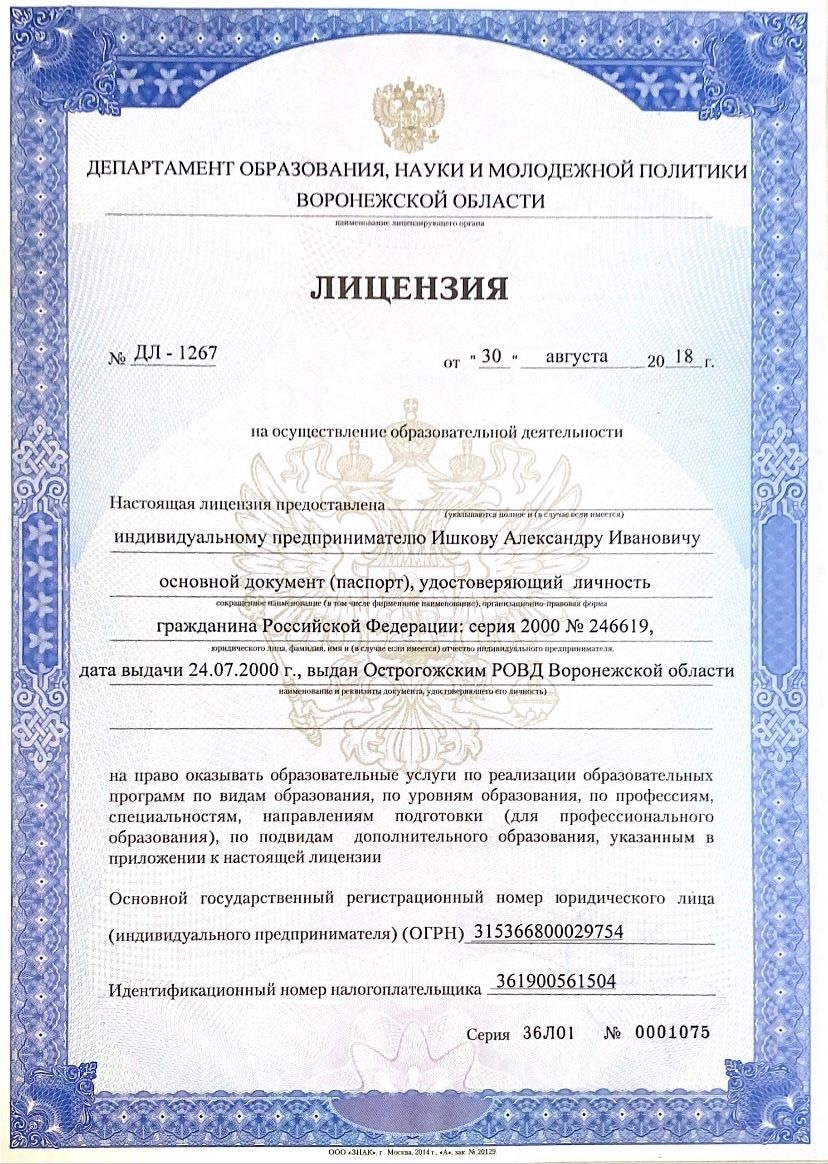 ДЕПАРТАМЕНТ ОБРАЗОВАНИЯ, НАУКИ И МОЛОДЕЖНОЙ ПОЛИТИКИ
ВОРОНЕЖСКОЙ ОБЛАСТИ
наименование лицензирующего органа
ЛИЦЕНЗИЯ
№ ДЛ - 1267 от " 30 " августа 20 18 г.
на осуществление образовательной деятельности
Настоящая лицензия предоставлена
(указываются полное и (в случае если имеется)
индивидуальному предпринимателю Ишкову Александру Ивановичу
основной документ (паспорт), удостоверяющий личность
сокращенное наименование (в том числе фирменное наименование), организационно-правовая форма
гражданина Российской Федерации: серия 2000 № 246619,
юридического лица, фамилия, имя и (в случае если имеется) отчество индивидуального предпринимателя,
дата выдачи 24.07.2000 г., выдан Острогожским РОВД Воронежской области
наименование и реквизиты документа, удостоверяющего его личность)
на право оказывать образовательные услуги по реализации образовательных
программ по видам образования, по уровням образования, по профессиям,
специальностям, направлениям подготовки (для профессионального
образования), по подвидам дополнительного образования, указанным в
приложении к настоящей лицензии
Основной государственный регистрационный номер юридического лица
(индивидуального предпринимателя) (ОГРН) 315366800029754
Идентификационный номер налогоплательщика 361900561504
Серия 36Л01 № 0001075
ООО «ЗНАК», г. Москва, 2014 г., «А», зак. № 20129